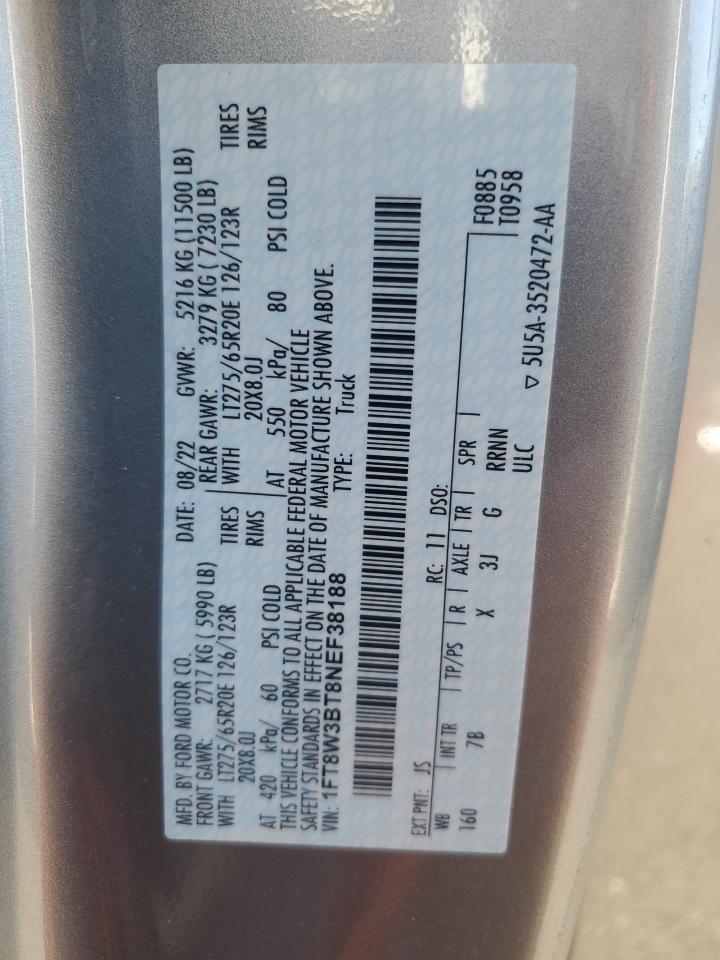 MFD. BY FORD MOTOR CO. DATE: 08/22 GVWR: 5216 KG (11500 LB)
FRONT GAWR: 2717 KG ( 5990 LB) REAR GAWR: 3279 KG ( 7230 LB)
WITH LT275/65R20E 126/123R TIRES WITH LT275/65R20E 126/123R TIRES
20X8.0J RIMS 20X8.0J RIMS
AT 420 kPa/ 60 PSI COLD AT 550 kPa/ 80 PSI COLD
THIS VEHICLE CONFORMS TO ALL APPLICABLE FEDERAL MOTOR VEHICLE
SAFETY STANDARDS IN EFFECT ON THE DATE OF MANUFACTURE SHOWN ABOVE.
VIN: 1FT8W3BT8NEF38188 TYPE: Truck
EXT PNT: JS RC: 11 DSO:
WB | INT TR | TP/PS | R | AXLE | TR | SPR | F0885
160 7B X 3J G RRNN T0958
ULC ▽ 5U5A-3520472-AA